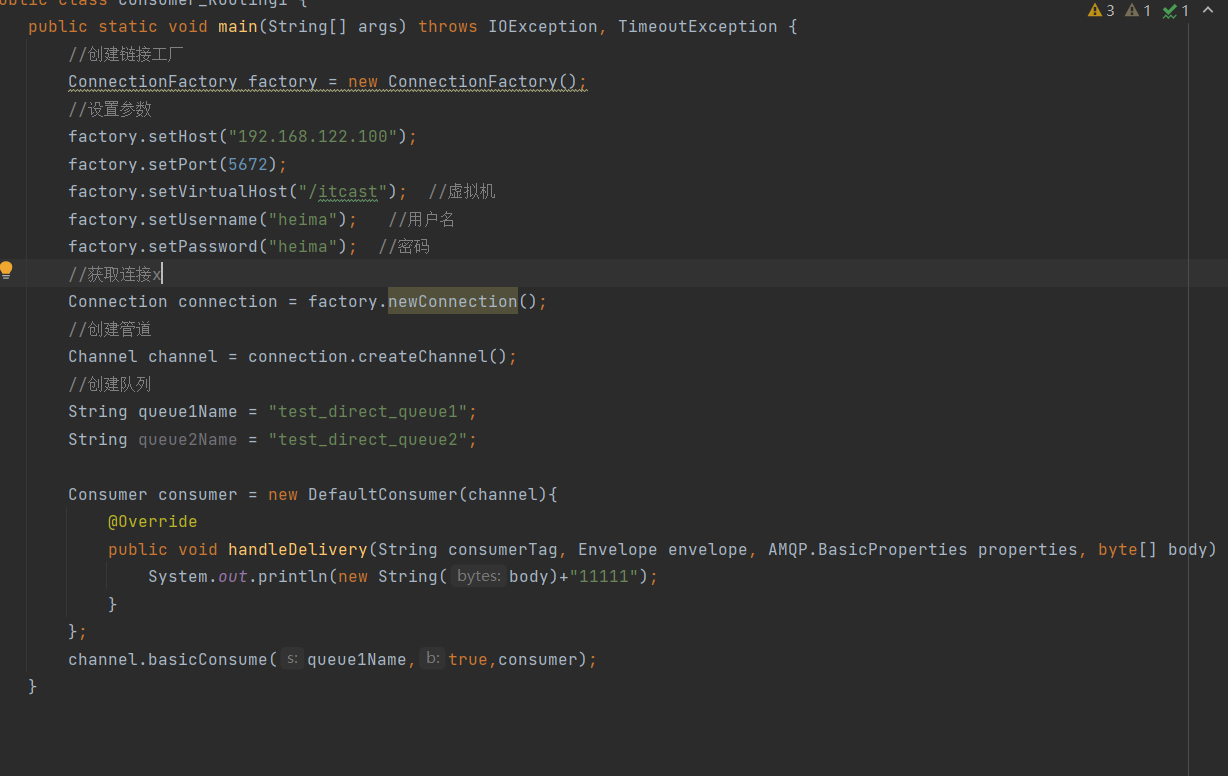 public class Consumer_Routing1 {
3 1 1
public static void main(String[] args) throws IOException, TimeoutException {
//创建链接工厂
ConnectionFactory factory = new ConnectionFactory();
//设置参数
factory.setHost("192.168.122.100");
factory.setPort(5672);
factory.setVirtualHost("/itcast"); //虚拟机
factory.setUsername("heima"); //用户名
factory.setPassword("heima"); //密码
//获取连接x
Connection connection = factory.newConnection();
//创建管道
Channel channel = connection.createChannel();
//创建队列
String queue1Name = "test_direct_queue1";
String queue2Name = "test_direct_queue2";
Consumer consumer = new DefaultConsumer(channel){
@Override
public void handleDelivery(String consumerTag, Envelope envelope, AMQP.BasicProperties properties, byte[] body)
System.out.println(new String( bytes: body)+"11111");
}
};
channel.basicConsume( s: queue1Name, b: true,consumer);
}